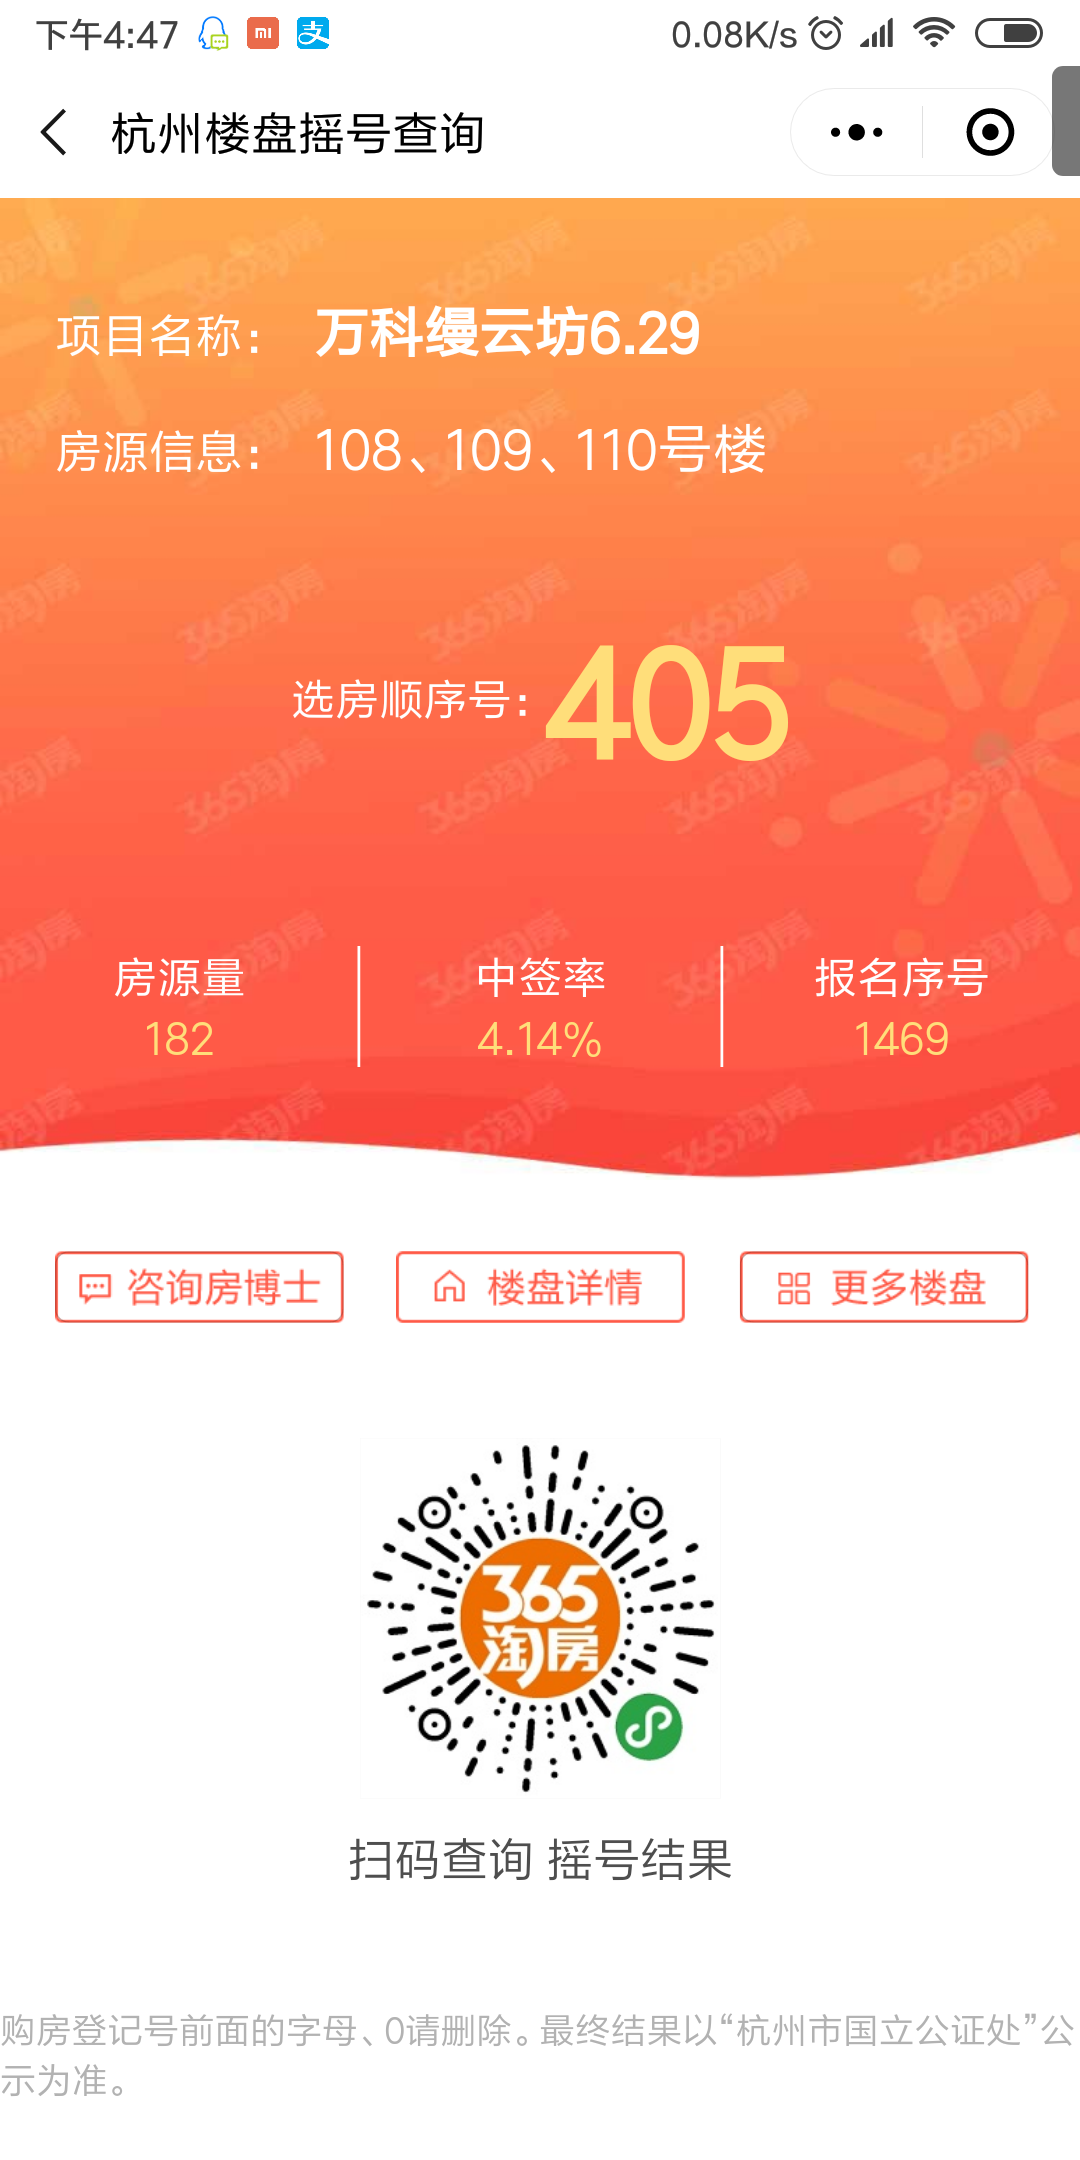 下午4:47
0.08K/s
杭州楼盘摇号查询
项目名称： 万科缦云坊6.29
房源信息： 108、109、110号楼
选房顺序号：405
房源量 中签率 报名序号
182 4.14% 1469
咨询房博士 楼盘详情 更多楼盘
365
淘房
扫码查询 摇号结果
购房登记号前面的字母、0请删除。最终结果以“杭州市国立公证处”公
示为准。